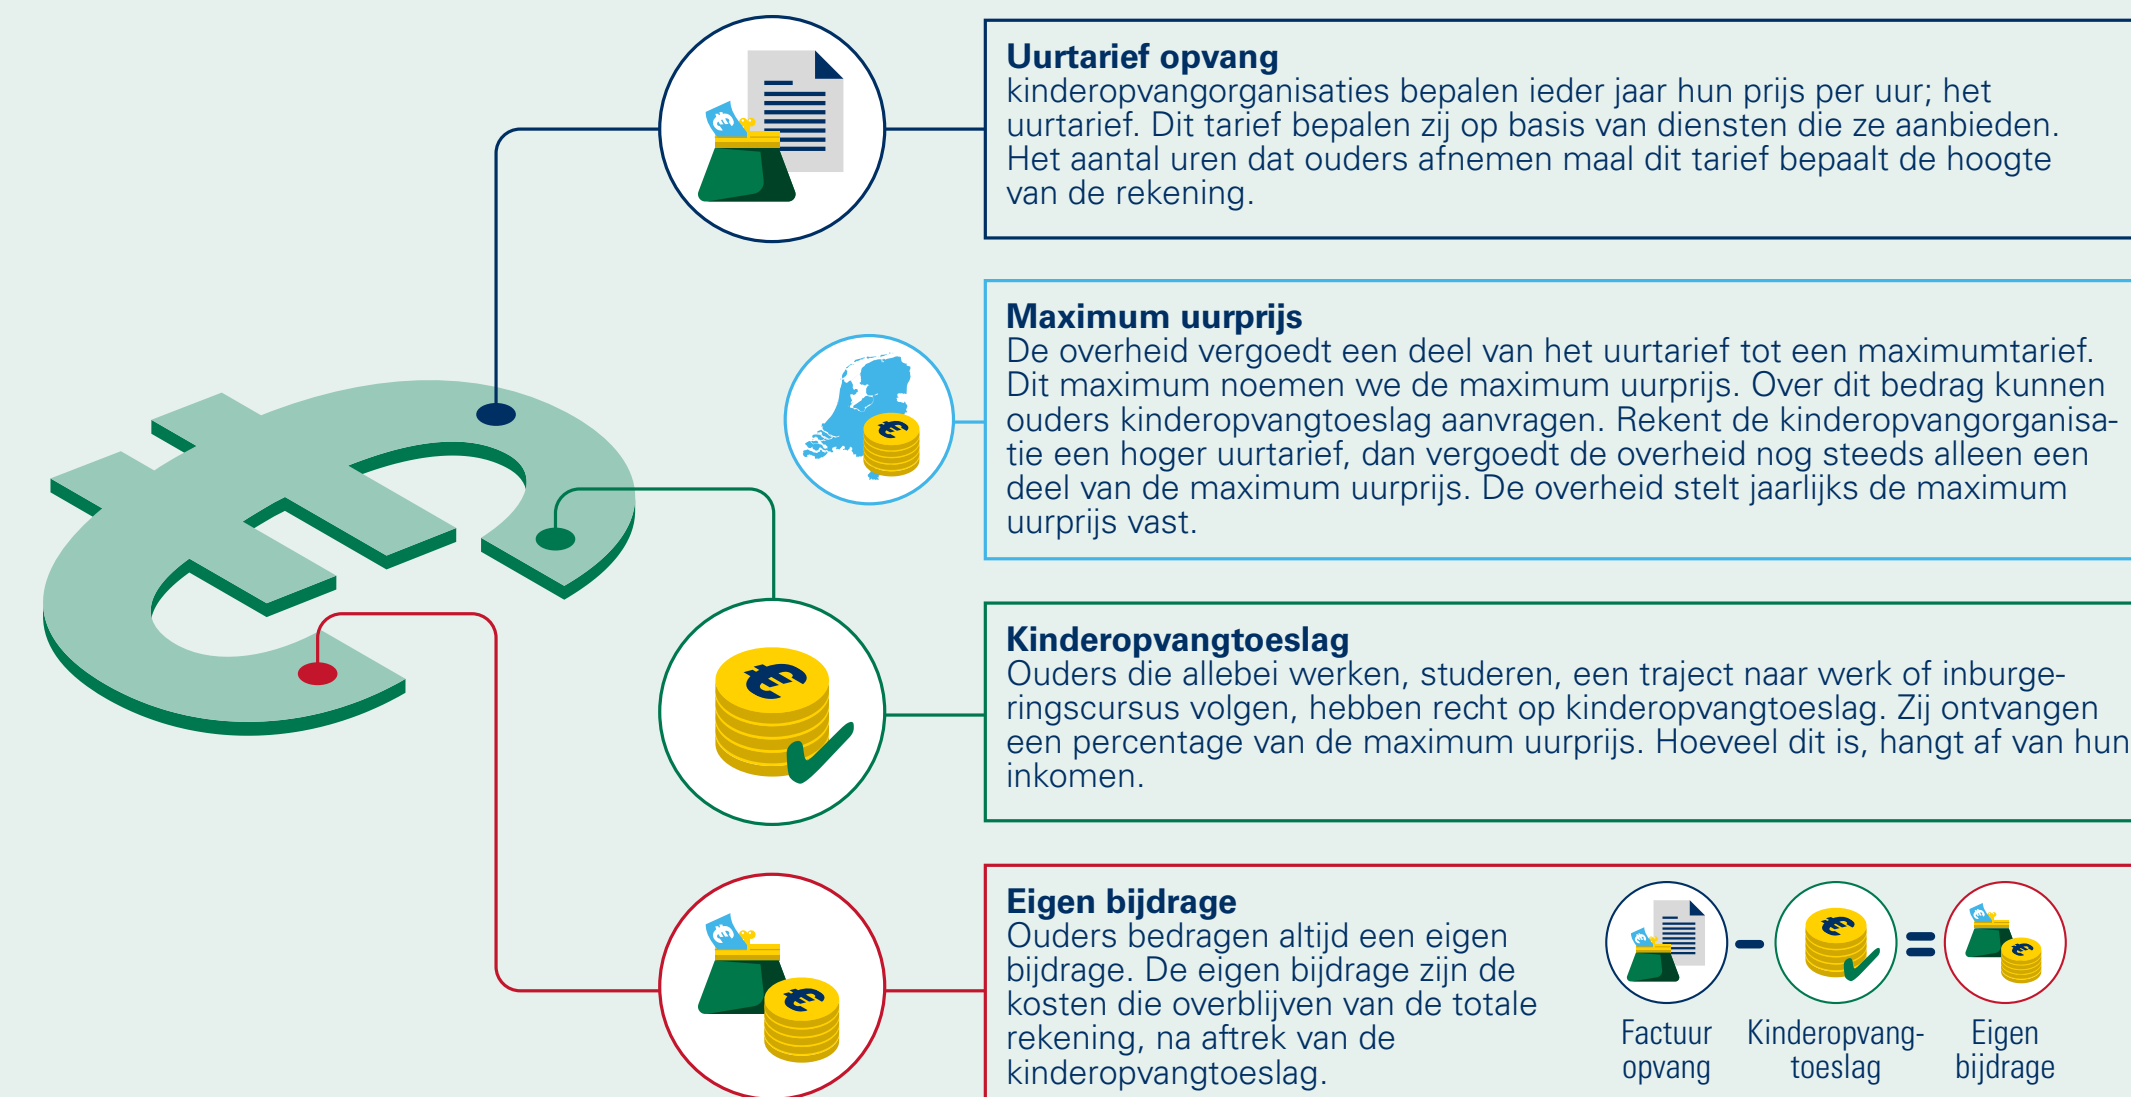 Uurtarief opvang
kinderopvangorganisaties bepalen ieder jaar hun prijs per uur; het
uurtarief. Dit tarief bepalen zij op basis van diensten die ze aanbieden.
Het aantal uren dat ouders afnemen maal dit tarief bepaalt de hoogte
van de rekening.
Maximum uurprijs
De overheid vergoedt een deel van het uurtarief tot een maximumtarief.
Dit maximum noemen we de maximum uurprijs. Over dit bedrag kunnen
ouders kinderopvangtoeslag aanvragen. Rekent de kinderopvangorganisa-
tie een hoger uurtarief, dan vergoedt de overheid nog steeds alleen een
deel van de maximum uurprijs. De overheid stelt jaarlijks de maximum
uurprijs vast.
Kinderopvangtoeslag
Ouders die allebei werken, studeren, een traject naar werk of inburge-
ringscursus volgen, hebben recht op kinderopvangtoeslag. Zij ontvangen
een percentage van de maximum uurprijs. Hoeveel dit is, hangt af van hun
inkomen.
Eigen bijdrage
Ouders bedragen altijd een eigen
bijdrage. De eigen bijdrage zijn de
kosten die overblijven van de totale
rekening, na aftrek van de
kinderopvangtoeslag.
Factuur
opvang
-
Kinderopvang-
toeslag
=
Eigen
bijdrage